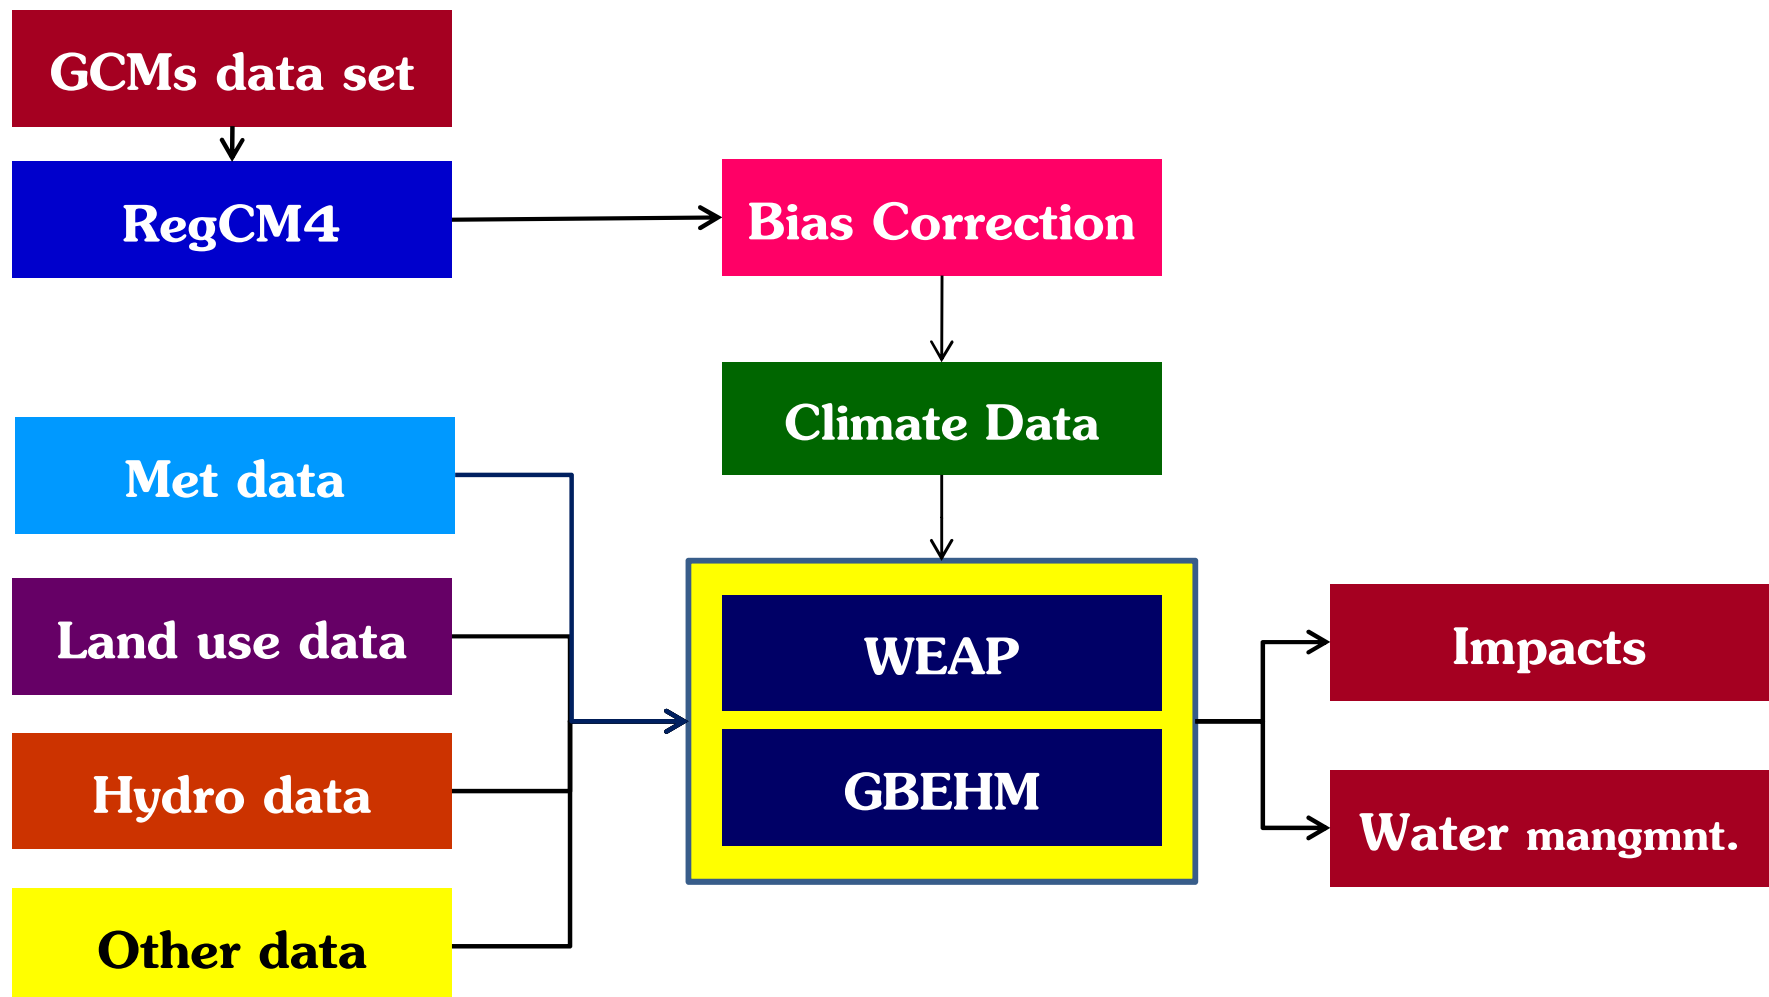 GCMs data set
RegCM4
Bias Correction
Climate Data
Met data
Land use data
Hydro data
Other data
WEAP
GBEHM
Impacts
Water mangmnt.